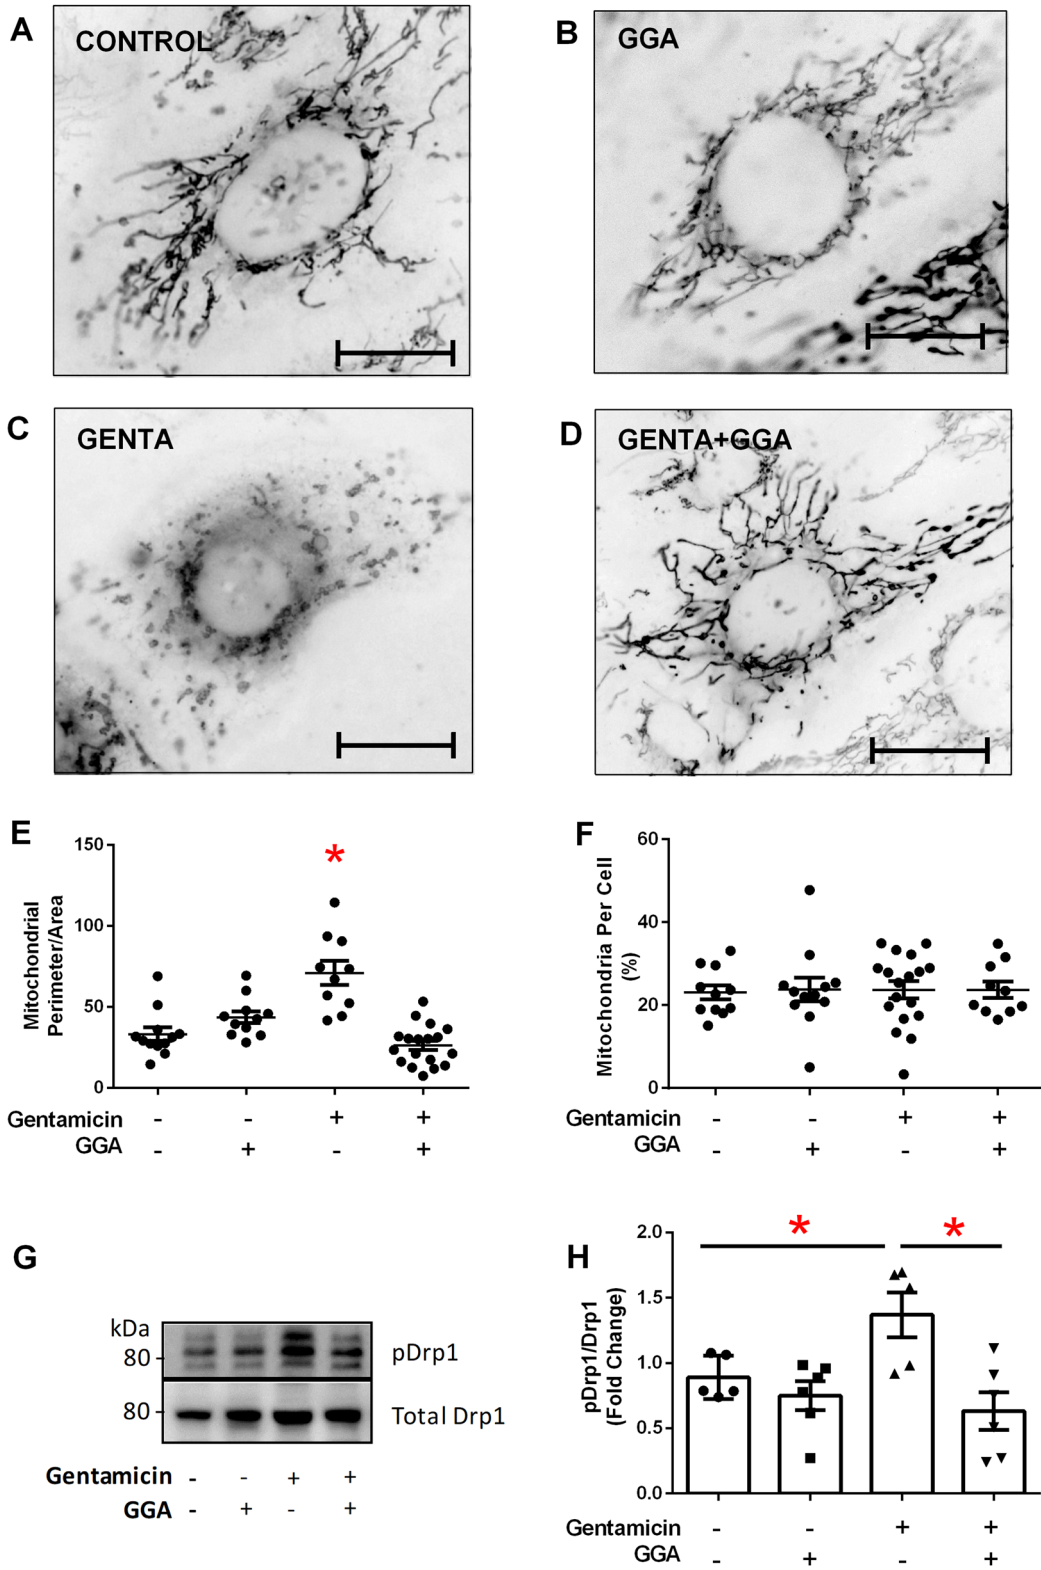 A
CONTROL
B
GGA
C
GENTA
D
GENTA+GGA
E
Mitochondrial
Perimeter/Area
150
100
50
0
*
Gentamicin - - + +
GGA - + - +
F
Mitochondria Per Cell
(%)
60
40
20
0
Gentamicin - - + +
GGA - + - +
G
kDa
80
pDrp1
80
Total Drp1
Gentamicin - - + +
GGA - + - +
H
pDrp1/Drp1
(Fold Change)
2.0
1.5
1.0
0.5
0.0
* *
Gentamicin - - + +
GGA - + - +